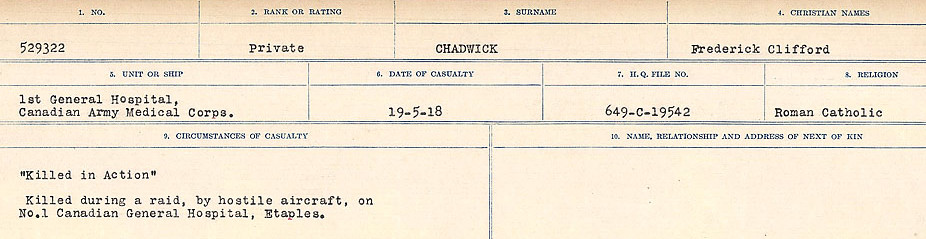 1. NO. 2. RANK OR RATING 3. SURNAME 4. CHRISTIAN NAMES
529322 Private CHADWICK Frederick Clifford
5. UNIT OR SHIP 6. DATE OF CASUALTY 7. H.Q. FILE NO. 8. RELIGION
1st General Hospital,
Canadian Army Medical Corps. 19-5-18 649-C-19542 Roman Catholic
9. CIRCUMSTANCES OF CASUALTY 10. NAME, RELATIONSHIP AND ADDRESS OF NEXT OF KIN
"Killed in Action"
Killed during a raid, by hostile aircraft, on
No.1 Canadian General Hospital, Etaples.